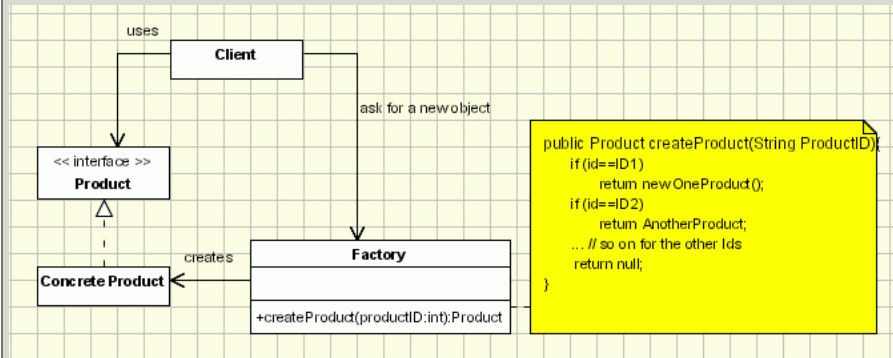 uses
Client
ask for a new object
<< interface >>
Product
creates
Concrete Product
Factory
+createProduct(productID:int):Product
public Product createProduct(String ProductID){
if (id==ID1)
return new OneProduct();
if (id==ID2)
return AnotherProduct;
... // so on for the other Ids
return null;
}